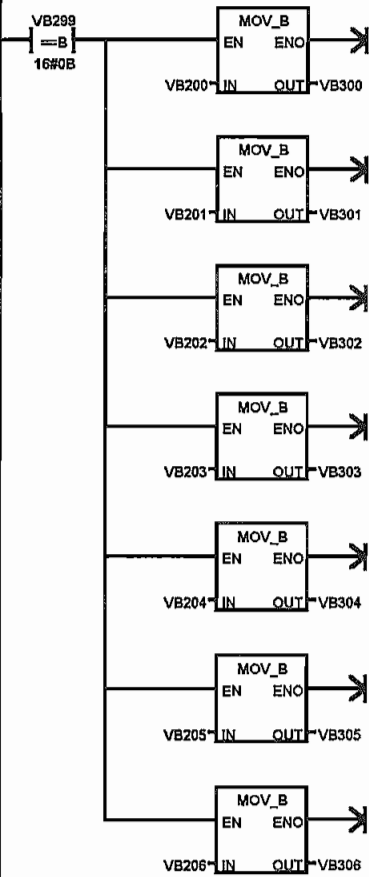 VB299
==B
16#0B
MOV_B
EN ENO
VB200 IN OUT VB300
MOV_B
EN ENO
VB201 IN OUT VB301
MOV_B
EN ENO
VB202 IN OUT VB302
MOV_B
EN ENO
VB203 IN OUT VB303
MOV_B
EN ENO
VB204 IN OUT VB304
MOV_B
EN ENO
VB205 IN OUT VB305
MOV_B
EN ENO
VB206 IN OUT VB306